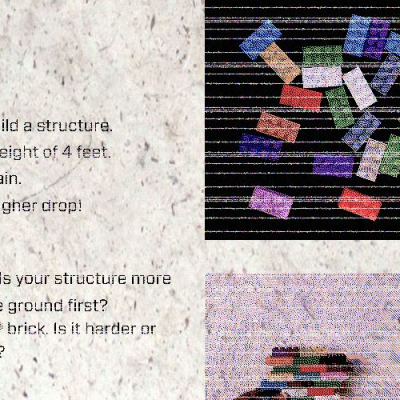 ild a structure.
eight of 4 feet.
ain.
gher drop!
Is your structure more
e ground first?
® brick. Is it harder or
?